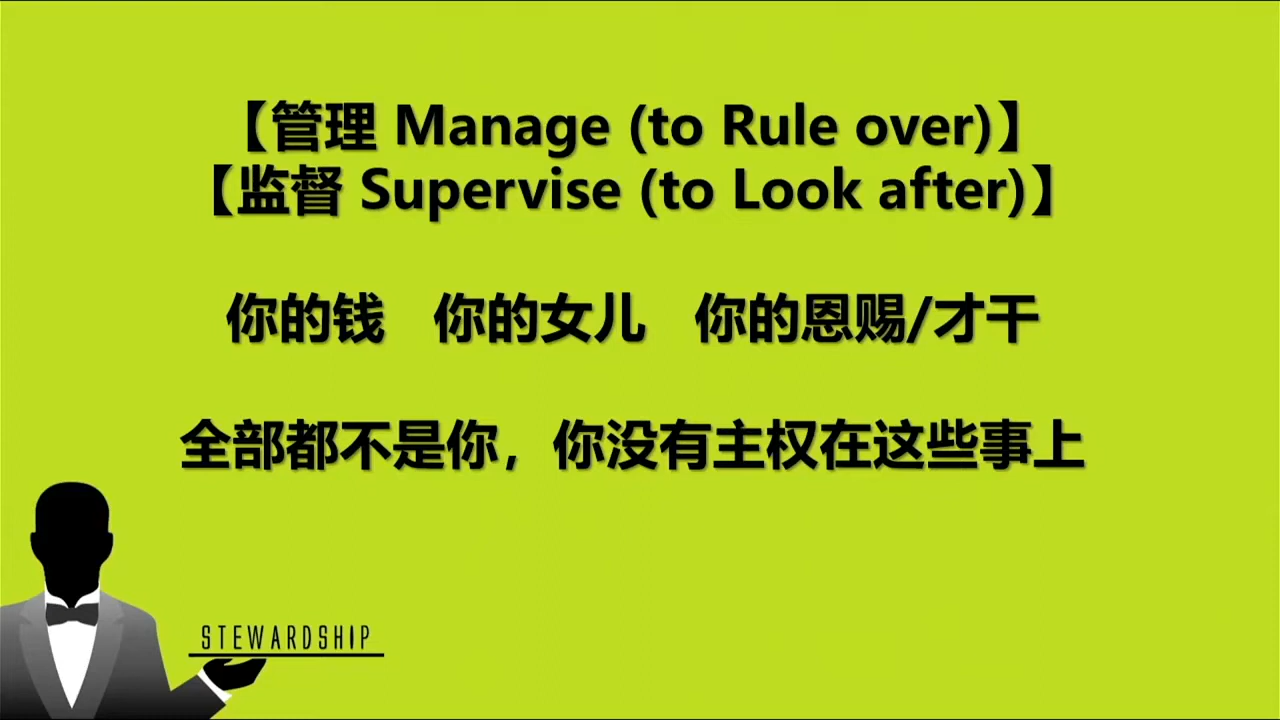 【管理 Manage (to Rule over)】
【监督 Supervise (to Look after)】
你的钱 你的女儿 你的恩赐/才干
全部都不是你，你没有主权在这些事上
STEWARDSHIP